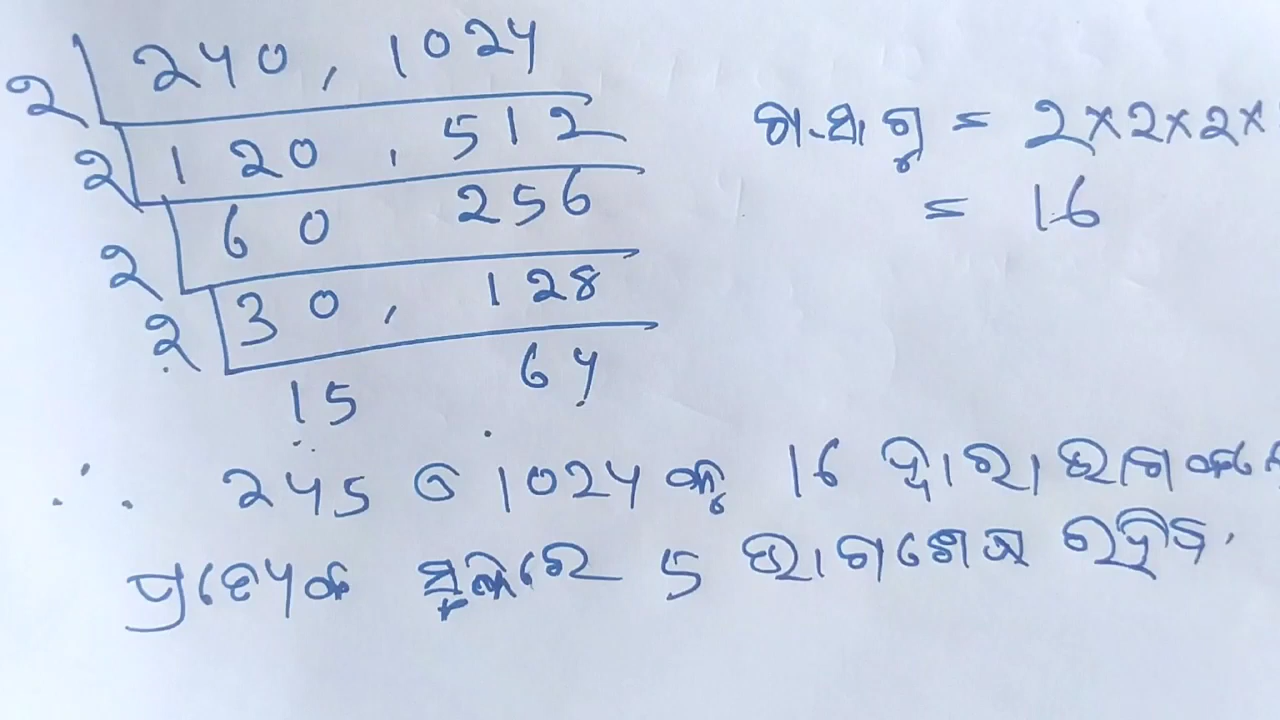 2 | 240, 1024
2 | 120, 512
2 | 60 256
2 | 30, 128
15 64
ଗ.ସା.ଗୁ = 2×2×2×
= 16
∴ 245 ଓ 1024 କୁ 16 ଦ୍ୱାରା ଭାଗ କଲେ
ପ୍ରତ୍ୟେକ ସ୍ଥଳରେ 5 ଭାଗଶେଷ ରହିବ.